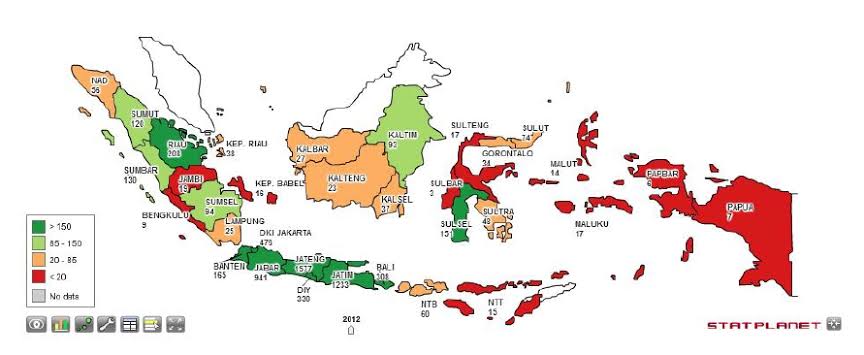 NAD
56
SUMUT
120
RIAU
208
KEP. RIAU
38
SUMBAR
130
JAMBI
19
KEP. BABEL
16
BENGKULU
9
SUMSEL
94
LAMPUNG
25
DKI JAKARTA
475
BANTEN
165
JABAR
941
JATENG
1577
DIY
330
JATIM
1233
BALI
308
KALBAR
27
KALTENG
23
KALTIM
93
KALSEL
37
SULTENG
17
SULUT
74
GORONTALO
34
SULBAR
3
SULSEL
151
SULTRA
48
MALUT
14
MALUKU
17
NTB
60
NTT
15
PAPBAR
6
PAPUA
7
> 150
85 - 150
20 - 85
< 20
No data
2012
STATPLANET